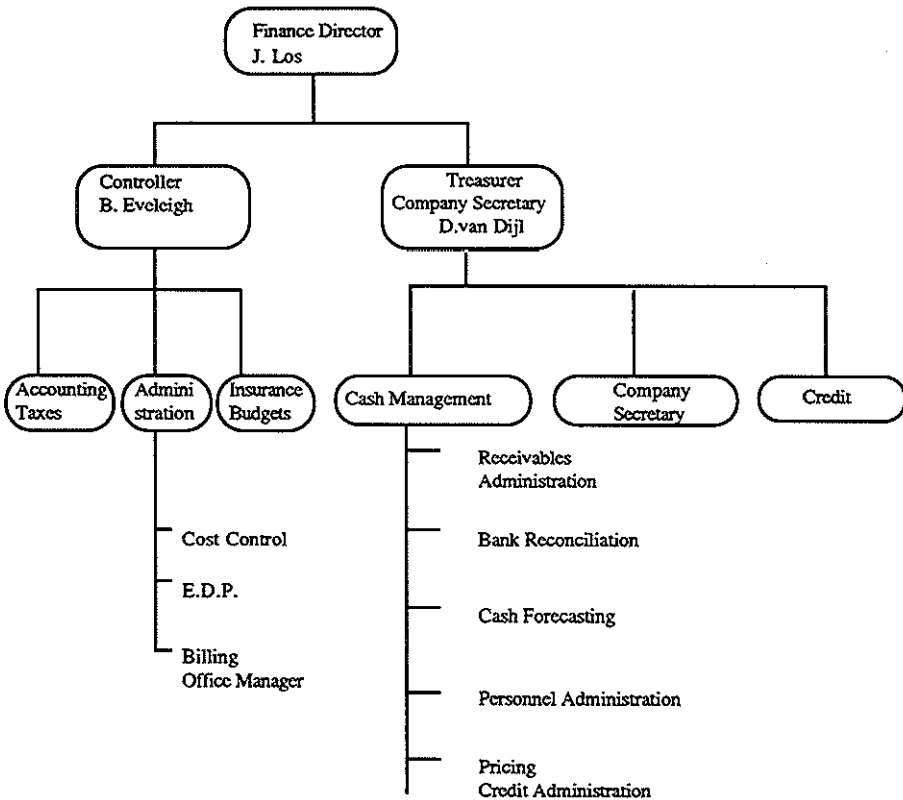 Finance Director
J. Los
Controller
B. Eveleigh
Treasurer
Company Secretary
D.van Dijl
Accounting
Taxes
Admini
stration
Insurance
Budgets
Cash Management
Company
Secretary
Credit
Receivables
Administration
Cost Control
Bank Reconciliation
E.D.P.
Cash Forecasting
Billing
Office Manager
Personnel Administration
Pricing
Credit Administration